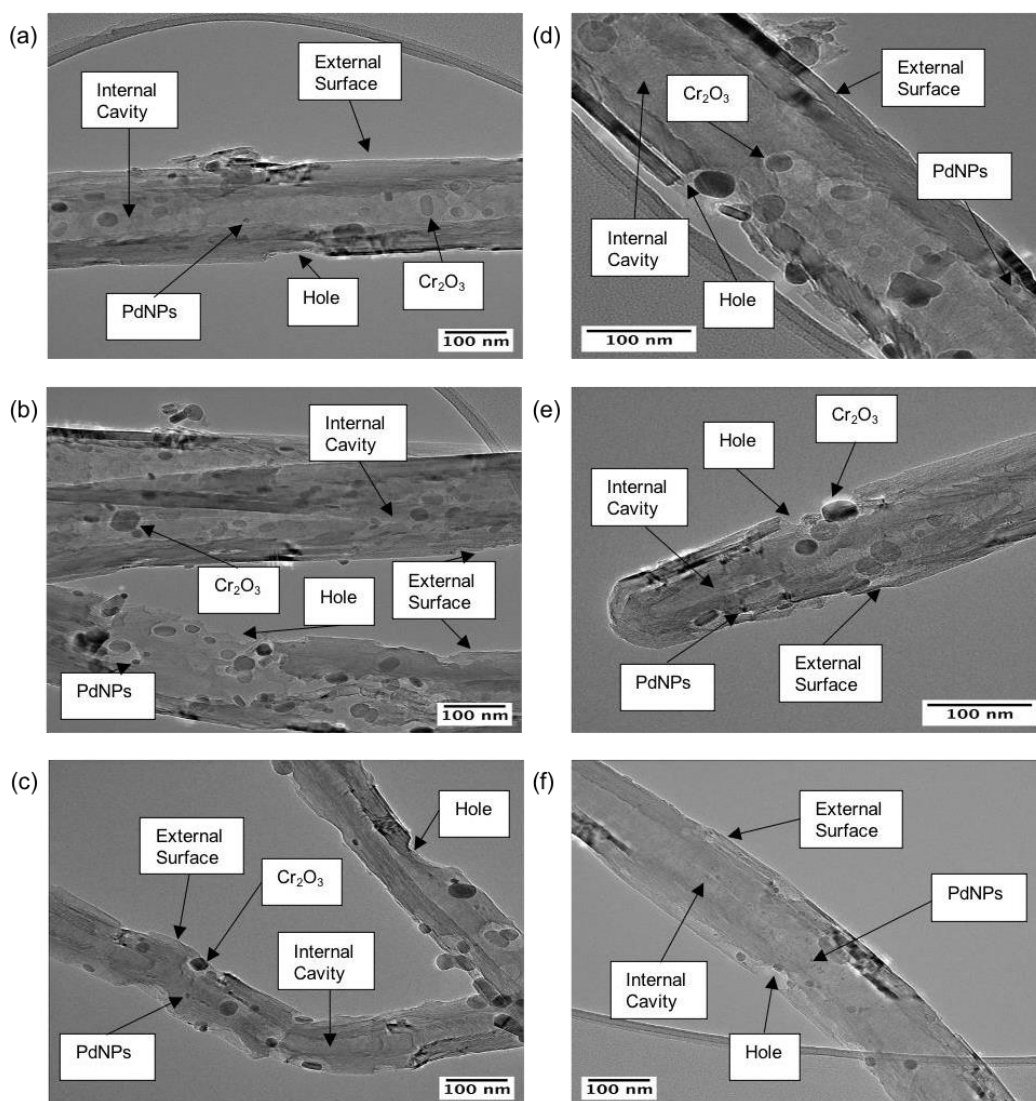 (a)
External
Surface
Internal
Cavity
PdNPs
Hole
Cr₂O₃
100 nm
(d)
External
Surface
Cr₂O₃
PdNPs
Internal
Cavity
Hole
100 nm
(b)
Internal
Cavity
Cr₂O₃
Hole
External
Surface
PdNPs
100 nm
(e)
Cr₂O₃
Hole
Internal
Cavity
PdNPs
External
Surface
100 nm
(c)
Hole
External
Surface
Cr₂O₃
Internal
Cavity
PdNPs
100 nm
(f)
External
Surface
PdNPs
Internal
Cavity
Hole
100 nm